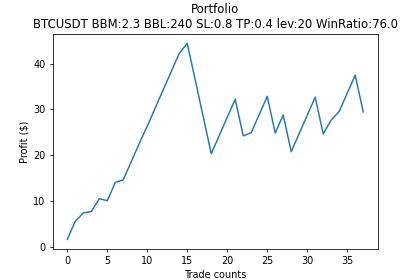 Portfolio
BTCUSDT BBM:2.3 BBL:240 SL:0.8 TP:0.4 lev:20 WinRatio:76.0
40
30
20
10
0
Profit ($)
0 5 10 15 20 25 30 35
Trade counts